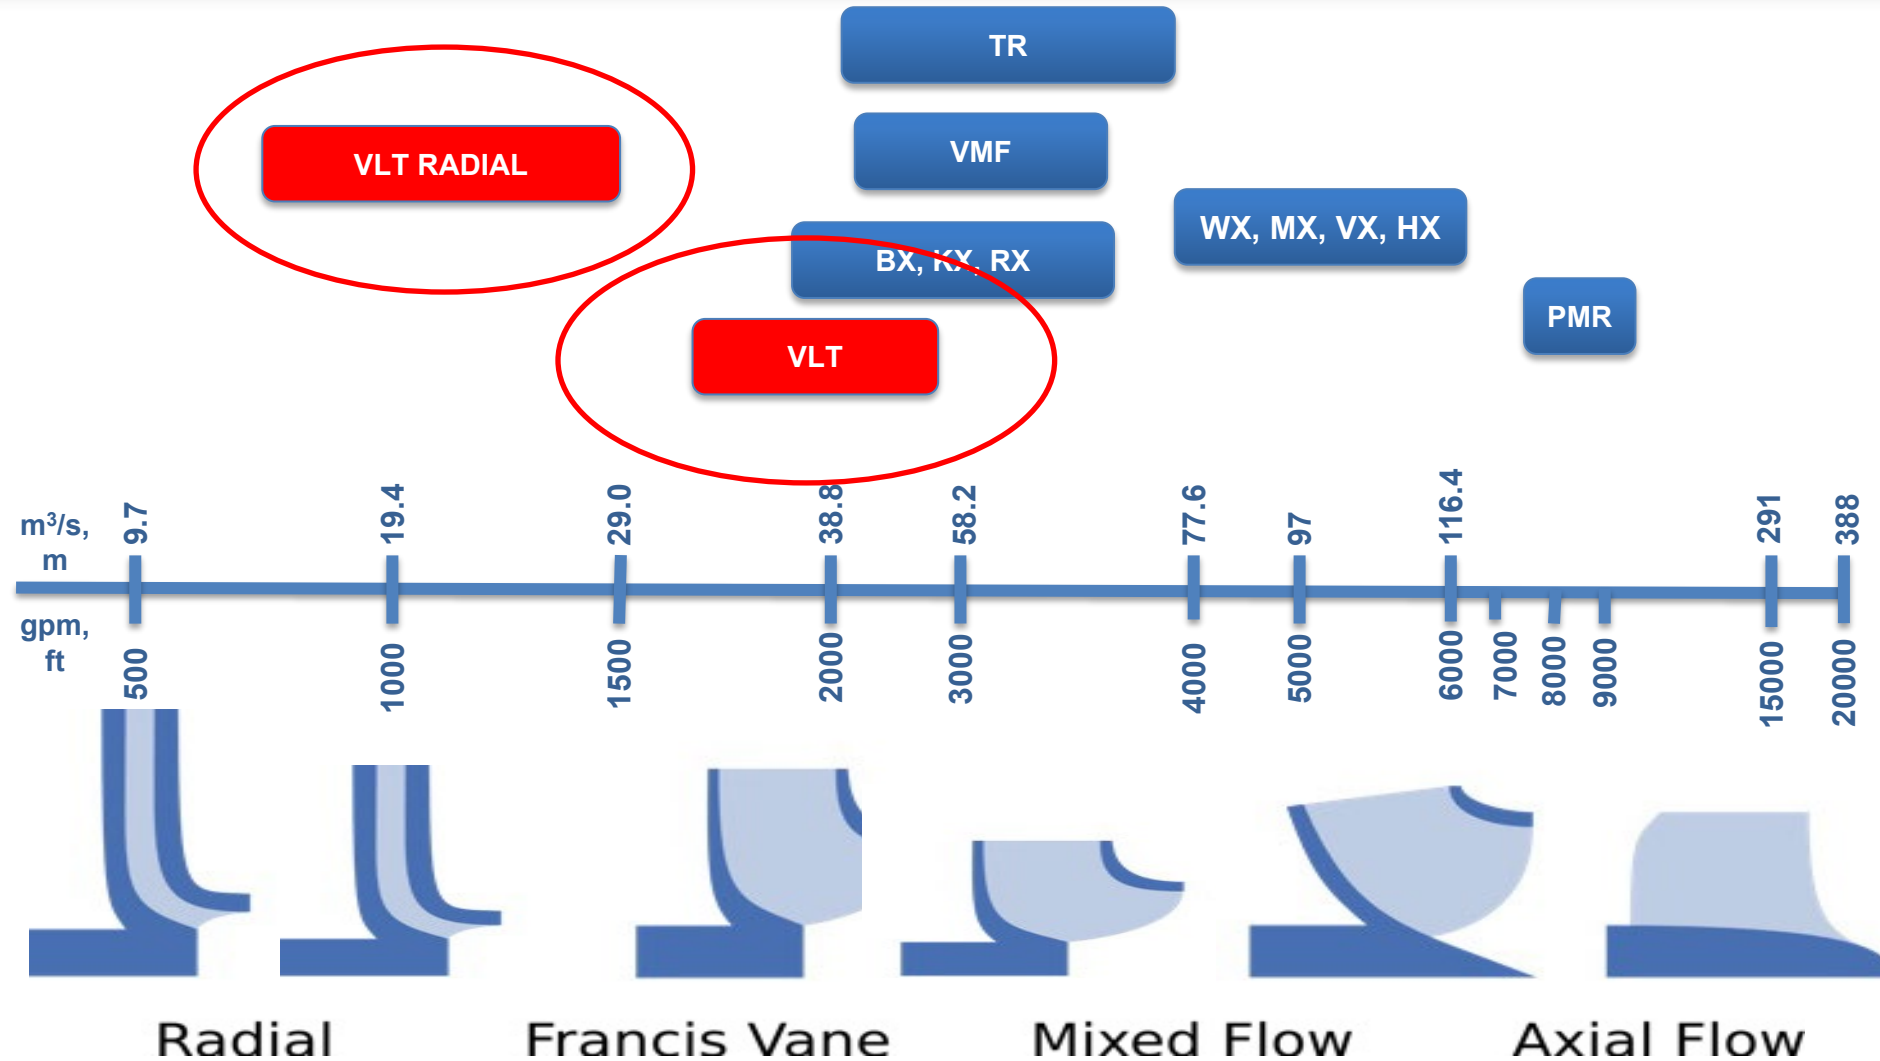 TR
VLT RADIAL
VMF
WX, MX, VX, HX
BX, KX, RX
PMR
VLT
m³/s,
m
9.7
19.4
29.0
38.8
58.2
77.6
97
116.4
291
388
gpm,
ft
500
1000
1500
2000
3000
4000
5000
6000
7000
8000
9000
15000
20000
Radial
Francis Vane
Mixed Flow
Axial Flow